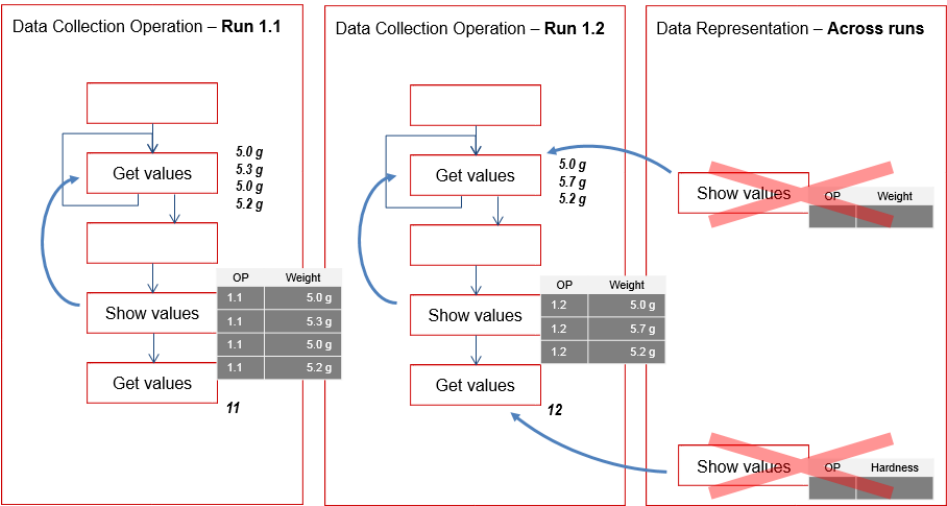 Data Collection Operation – Run 1.1
Get values
5.0 g
5.3 g
5.0 g
5.2 g
Show values
OP Weight
1.1 5.0 g
1.1 5.3 g
1.1 5.0 g
1.1 5.2 g
Get values
11
Data Collection Operation – Run 1.2
Get values
5.0 g
5.7 g
5.2 g
Show values
OP Weight
1.2 5.0 g
1.2 5.7 g
1.2 5.2 g
Get values
12
Data Representation – Across runs
Show values
OP Weight
Show values
OP Hardness